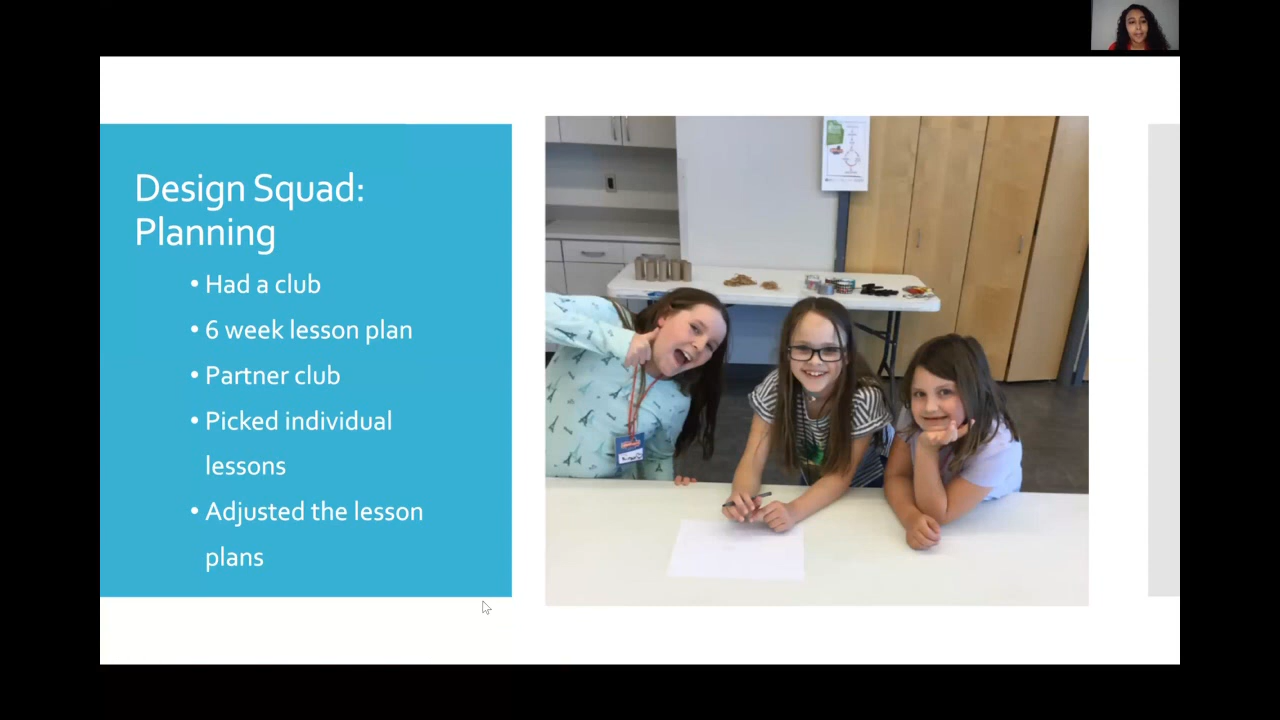 Design Squad:
Planning
• Had a club
• 6 week lesson plan
• Partner club
• Picked individual
lessons
• Adjusted the lesson
plans